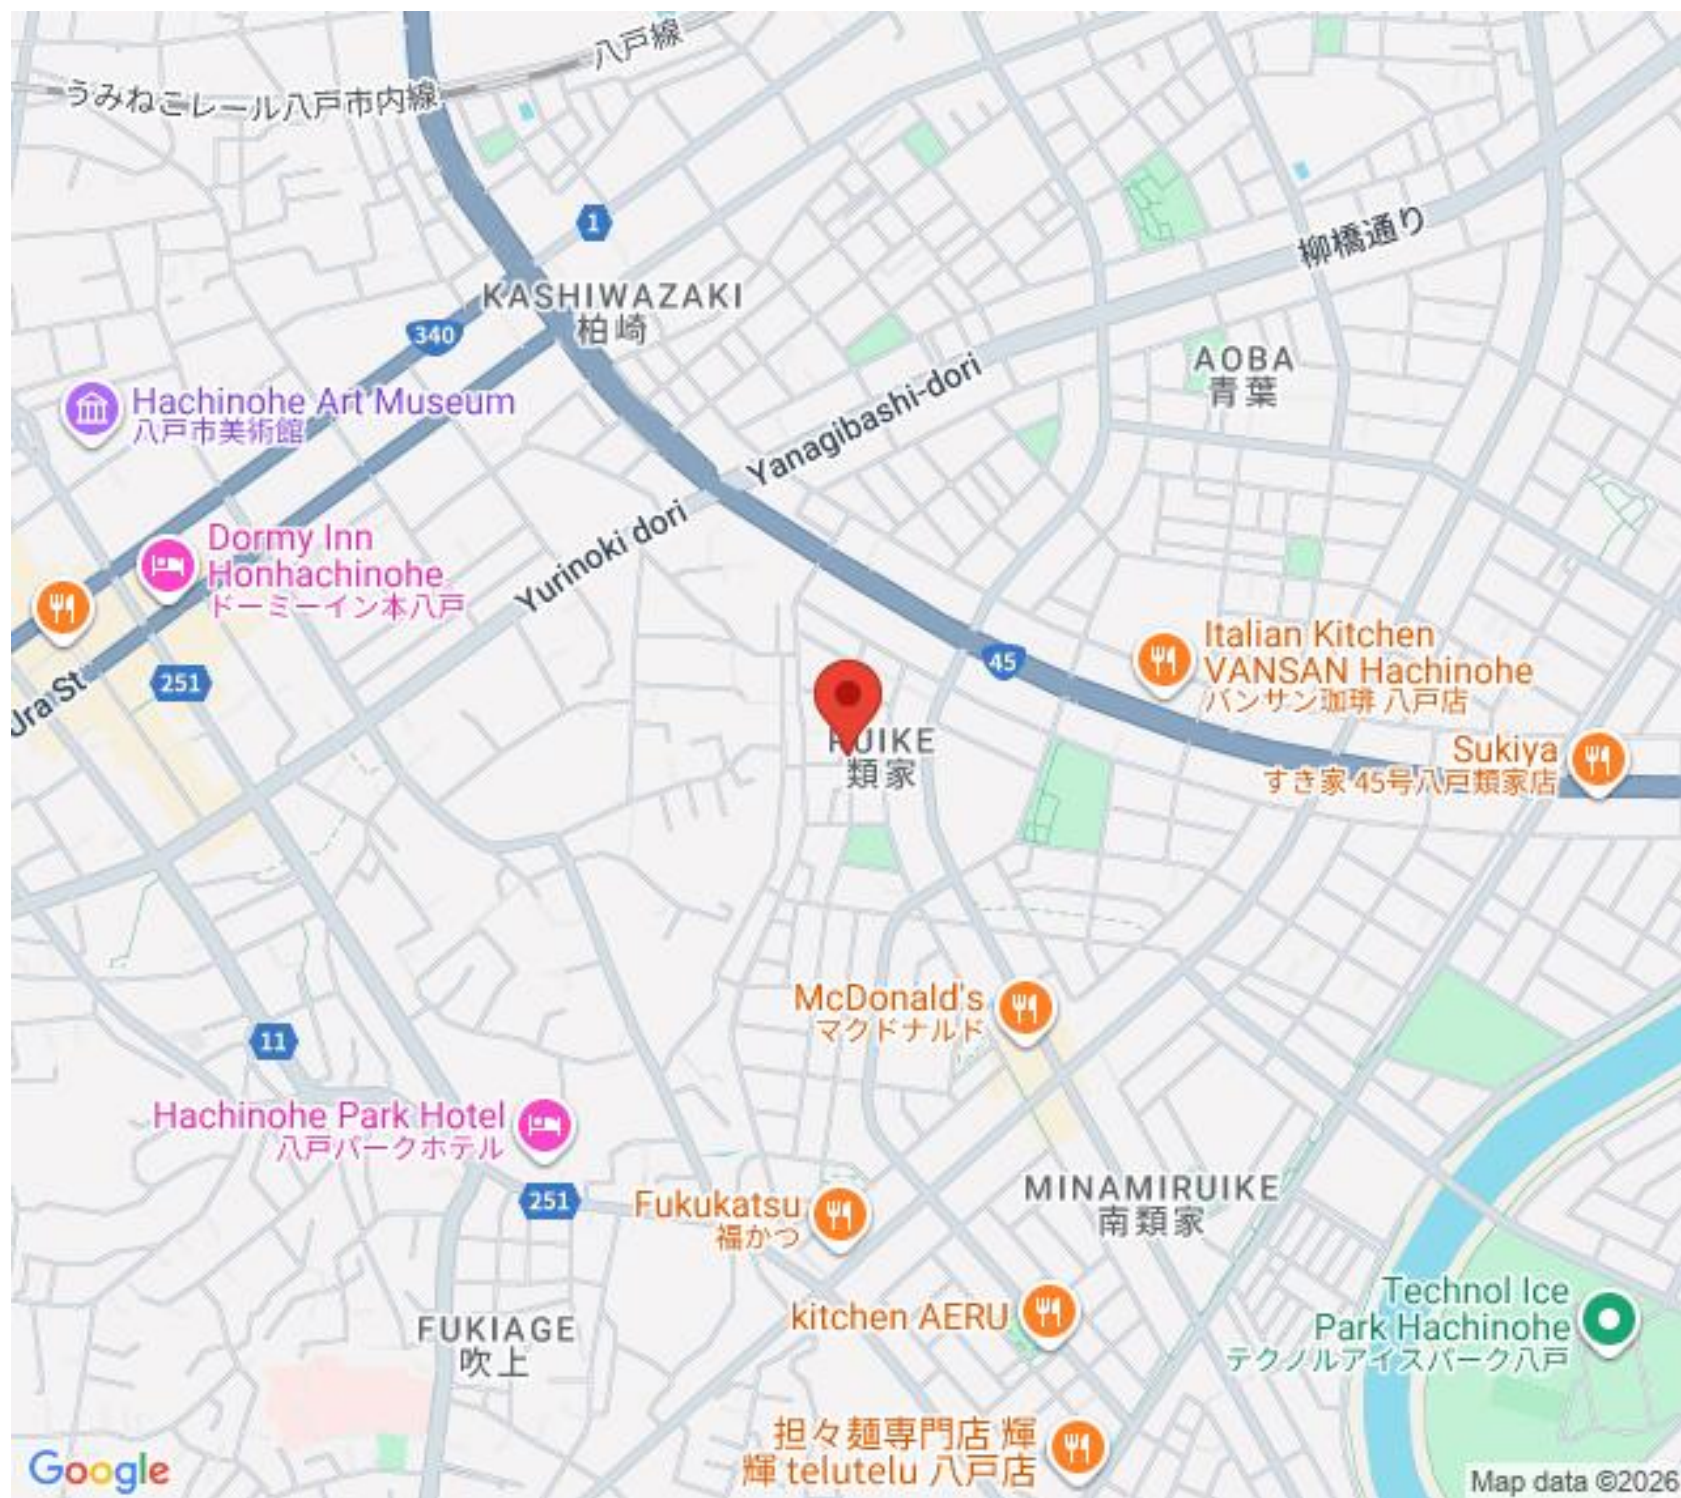 八戸線
うみねこレール八戸市内線
1
柳橋通り
KASHIWAZAKI
柏崎
340
AOBA
青葉
Yanagibashi-dori
Hachinohe Art Museum
八戸市美術館
Yurinoki dori
Dormy Inn
Honhachinohe
ドーミーイン本八戸
Ura St
251
45
Italian Kitchen
VANSAN Hachinohe
バンサン珈琲 八戸店
RUIKE
類家
Sukiya
すき家 45号八戸類家店
McDonald's
マクドナルド
11
Hachinohe Park Hotel
八戸パークホテル
251
Fukukatsu
福かつ
MINAMIRUIKE
南類家
kitchen AERU
FUKIAGE
吹上
Technol Ice
Park Hachinohe
テクノルアイスパーク八戸
担々麺専門店 輝
輝 telutelu 八戸店
Google
Map data ©2026